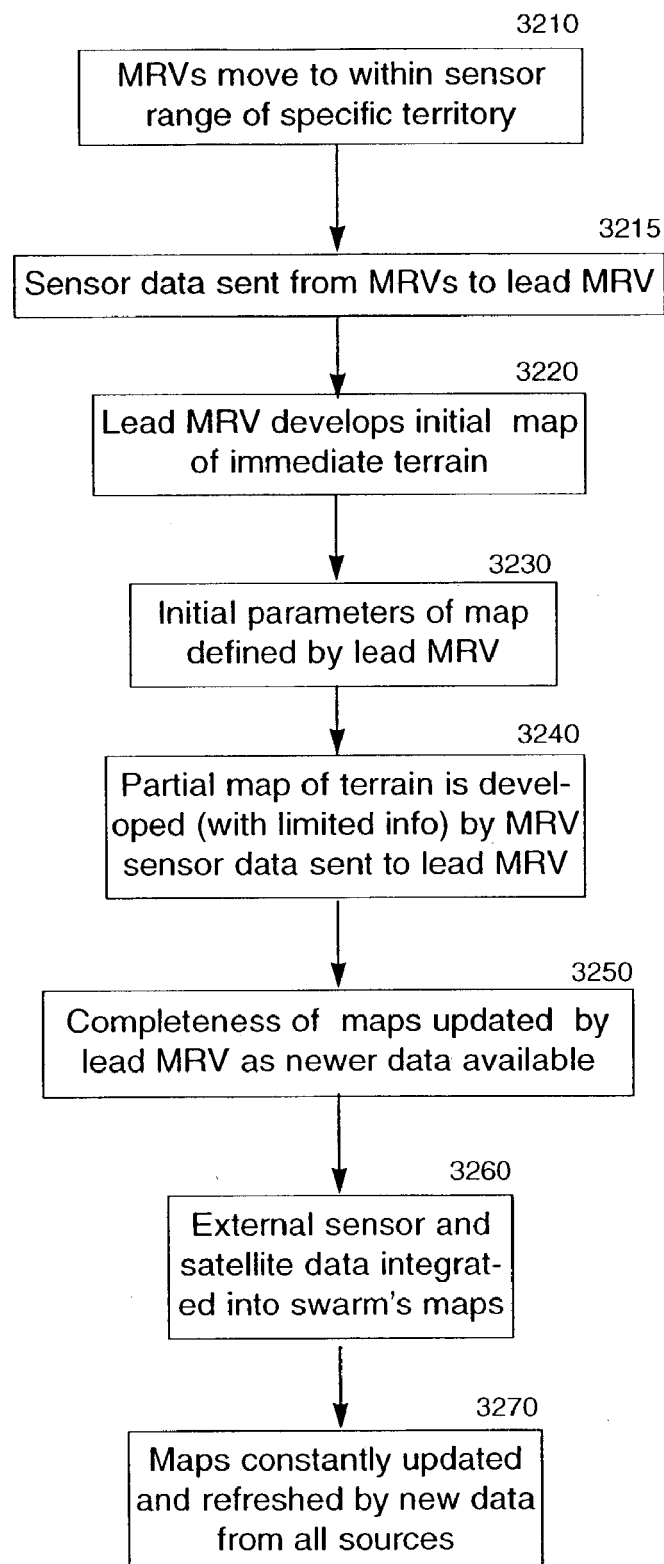 3210
MRVs move to within sensor
range of specific territory
3215
Sensor data sent from MRVs to lead MRV
3220
Lead MRV develops initial map
of immediate terrain
3230
Initial parameters of map
defined by lead MRV
3240
Partial map of terrain is devel-
oped (with limited info) by MRV
sensor data sent to lead MRV
3250
Completeness of maps updated by
lead MRV as newer data available
3260
External sensor and
satellite data integrat-
ed into swarm's maps
3270
Maps constantly updated
and refreshed by new data
from all sources